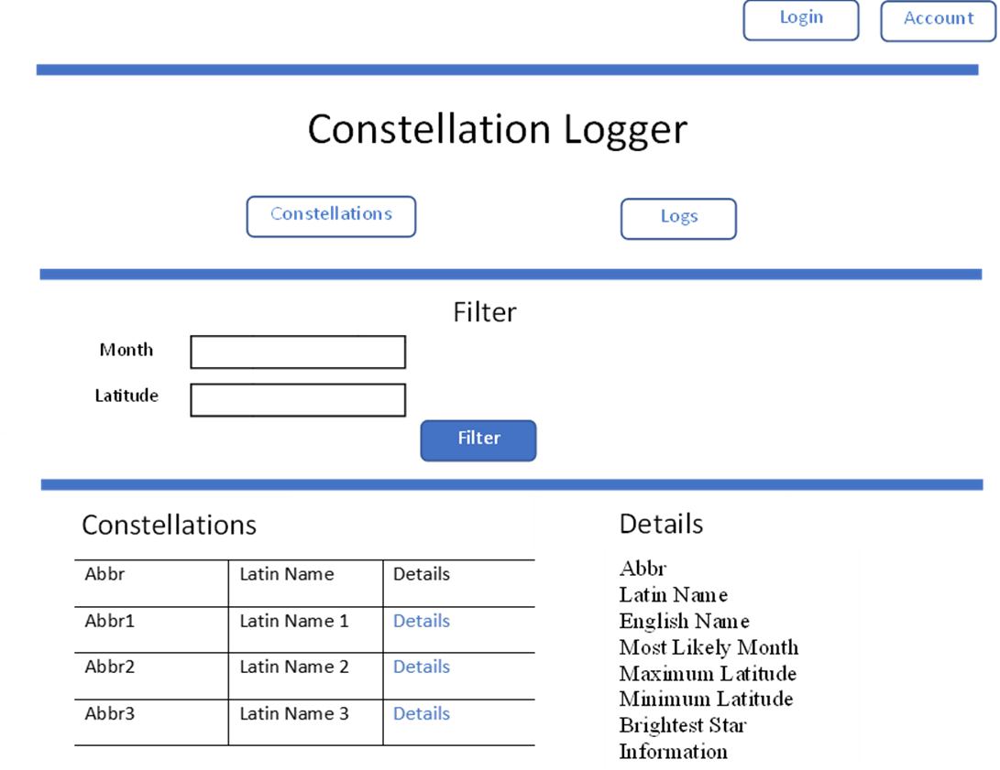 Login Account
Constellation Logger
Constellations Logs
Filter
Month
Latitude
Filter
Constellations
Abbr Latin Name Details
Abbr1 Latin Name 1 Details
Abbr2 Latin Name 2 Details
Abbr3 Latin Name 3 Details
Details
Abbr
Latin Name
English Name
Most Likely Month
Maximum Latitude
Minimum Latitude
Brightest Star
Information